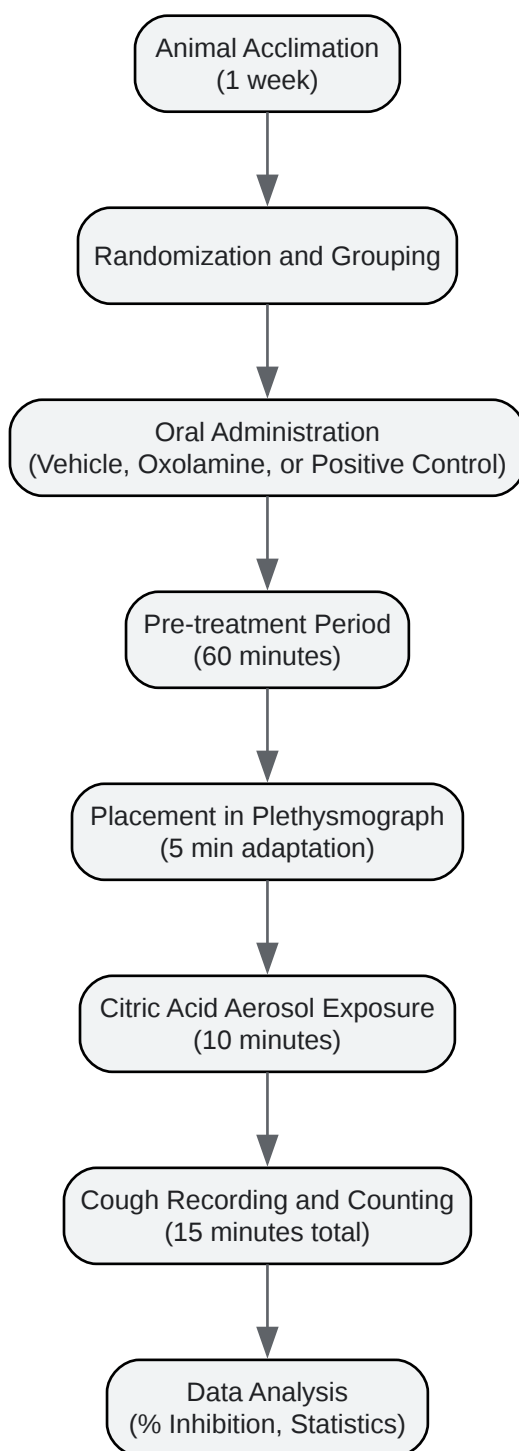 Animal Acclimation
(1 week)
Randomization and Grouping
Oral Administration
(Vehicle, Oxolamine, or Positive Control)
Pre-treatment Period
(60 minutes)
Placement in Plethysmograph
(5 min adaptation)
Citric Acid Aerosol Exposure
(10 minutes)
Cough Recording and Counting
(15 minutes total)
Data Analysis
(% Inhibition, Statistics)